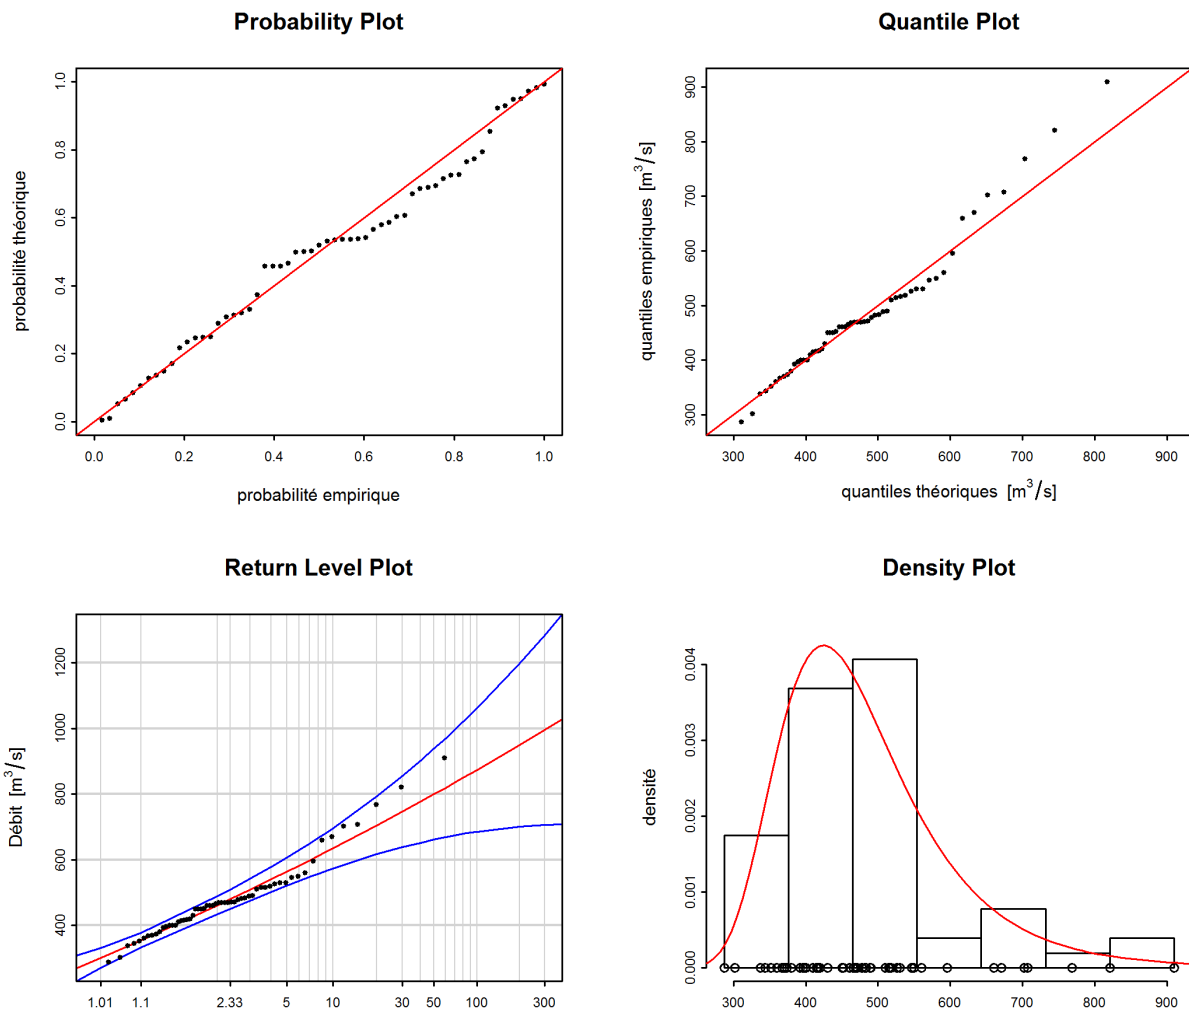 Probability Plot
probabilité théorique
0.0 0.2 0.4 0.6 0.8 1.0
0.0 0.2 0.4 0.6 0.8 1.0
probabilité empirique
Quantile Plot
quantiles empiriques [m³/s]
300 400 500 600 700 800 900
300 400 500 600 700 800 900
quantiles théoriques [m³/s]
Return Level Plot
Débit [m³/s]
400 600 800 1000 1200
1.01 1.1 2.33 5 10 30 50 100 300
Density Plot
densité
0.000 0.001 0.002 0.003 0.004
300 400 500 600 700 800 900